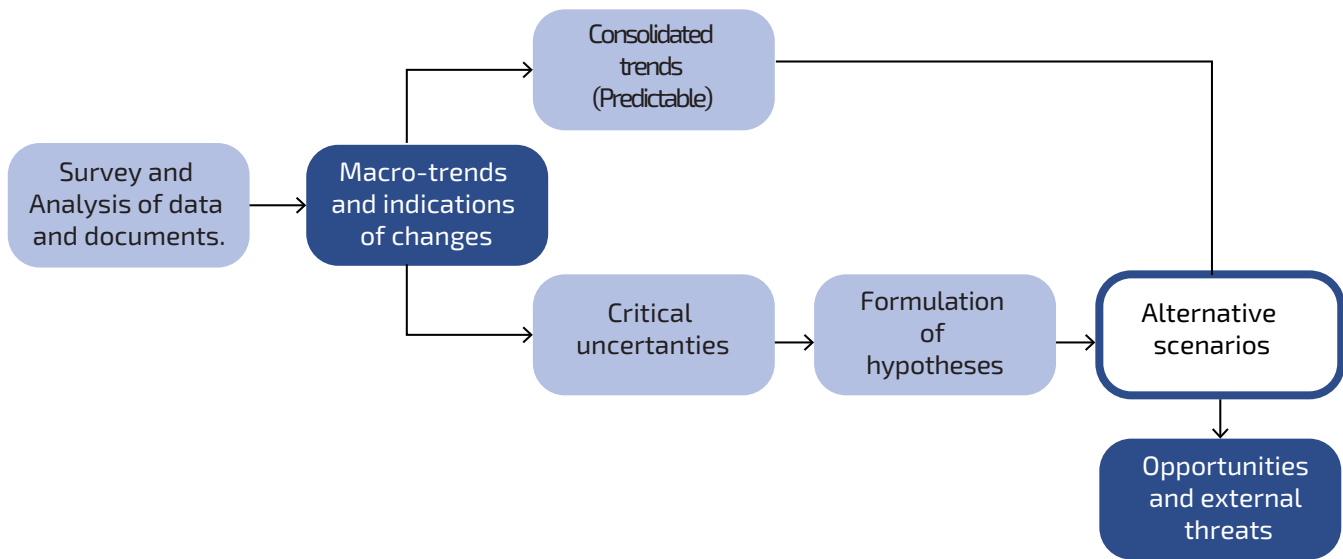 Consolidated
trends
(Predictable)
Survey and
Analysis of data
and documents.
Macro-trends
and indications
of changes
Critical
uncertanties
Formulation
of
hypotheses
Alternative
scenarios
Opportunities
and external
threats